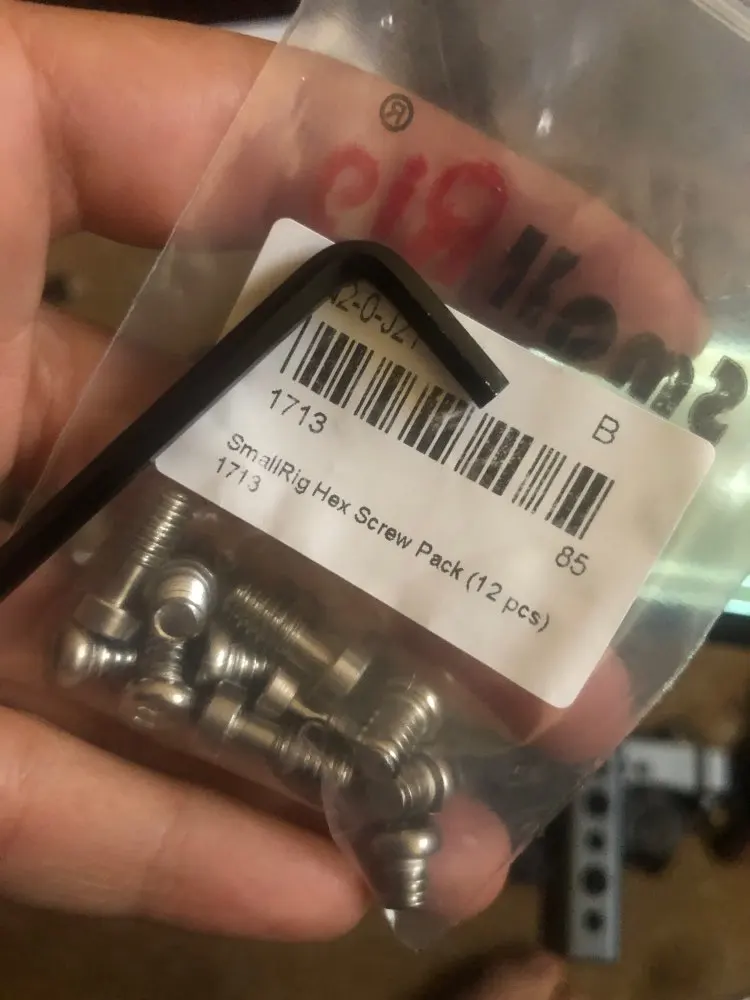 SmallRig®
B
1713 85
SmallRig Hex Screw Pack (12 pcs)
1713